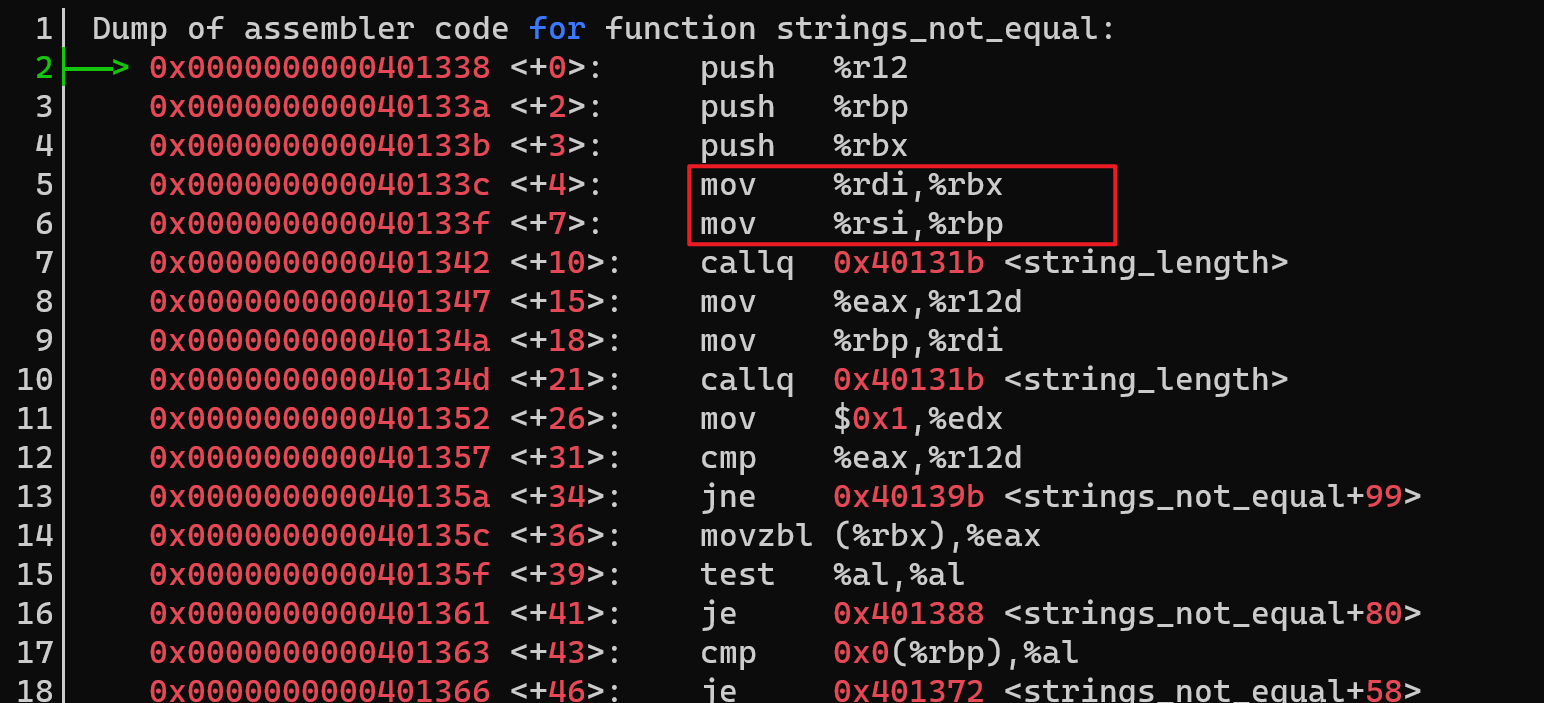 1 Dump of assembler code for function strings_not_equal:
2 ──> 0x0000000000401338 <+0>: push %r12
3 0x000000000040133a <+2>: push %rbp
4 0x000000000040133b <+3>: push %rbx
5 0x000000000040133c <+4>: mov %rdi,%rbx
6 0x000000000040133f <+7>: mov %rsi,%rbp
7 0x0000000000401342 <+10>: callq 0x40131b <string_length>
8 0x0000000000401347 <+15>: mov %eax,%r12d
9 0x000000000040134a <+18>: mov %rbp,%rdi
10 0x000000000040134d <+21>: callq 0x40131b <string_length>
11 0x0000000000401352 <+26>: mov $0x1,%edx
12 0x0000000000401357 <+31>: cmp %eax,%r12d
13 0x000000000040135a <+34>: jne 0x40139b <strings_not_equal+99>
14 0x000000000040135c <+36>: movzbl (%rbx),%eax
15 0x000000000040135f <+39>: test %al,%al
16 0x0000000000401361 <+41>: je 0x401388 <strings_not_equal+80>
17 0x0000000000401363 <+43>: cmp 0x0(%rbp),%al
18 0x0000000000401366 <+46>: je 0x401372 <strings_not_equal+58>